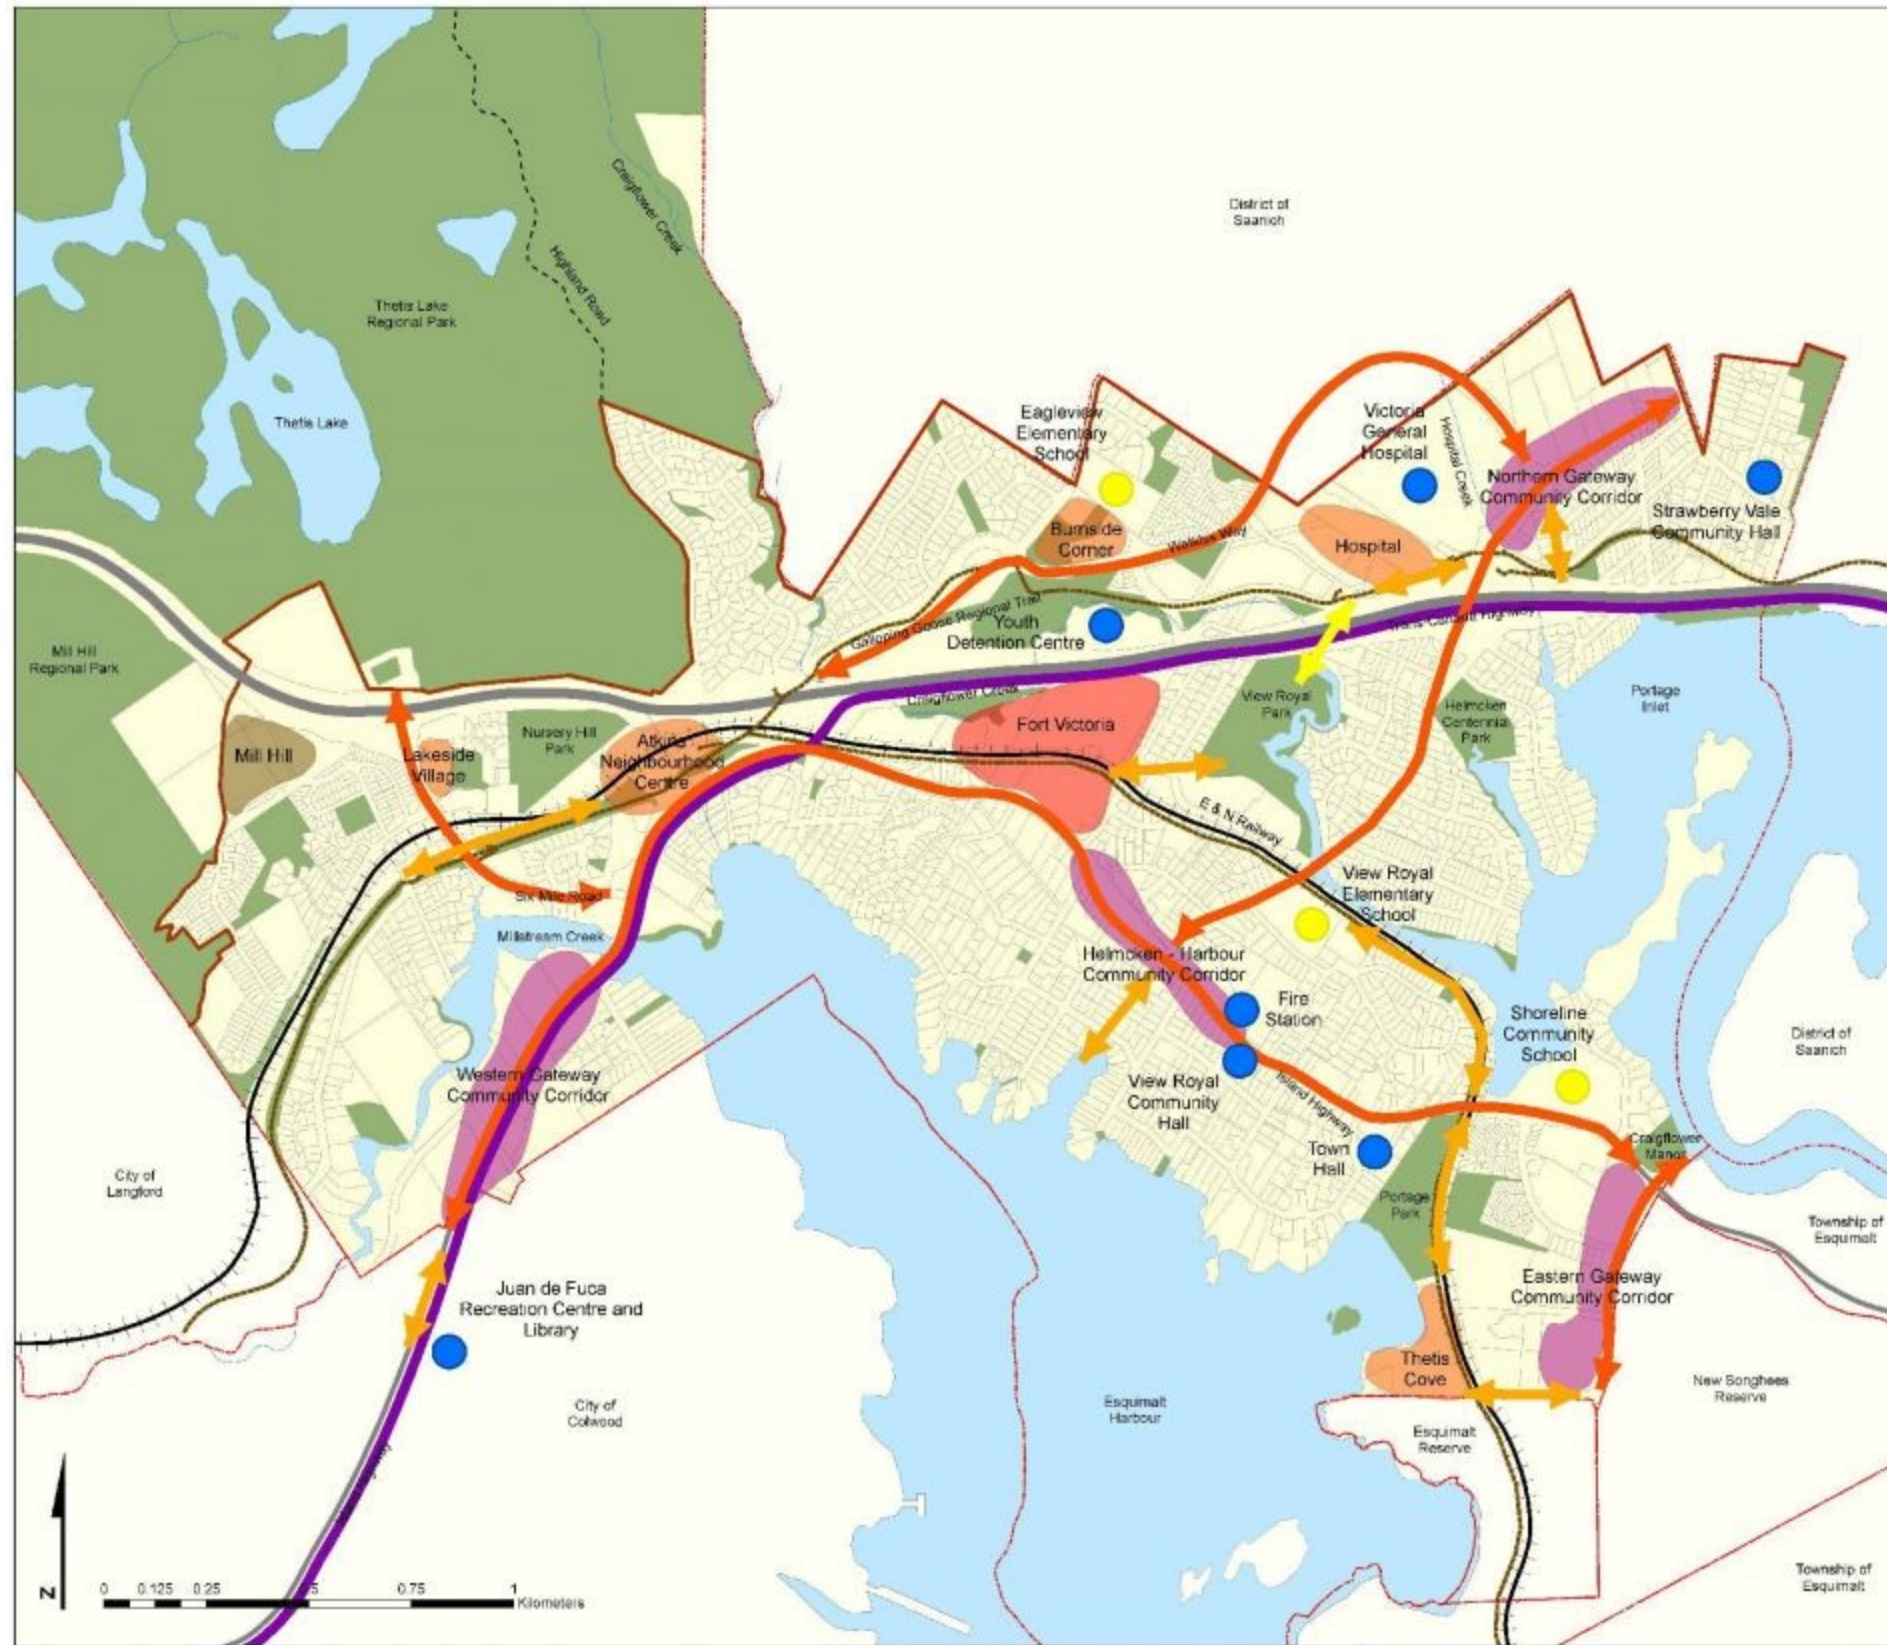 District of
Saanich
Craigflower Creek
Highland Road
Thetis Lake
Regional Park
Thetis Lake
Eagleview
Elementary
School
Victoria
General
Hospital
Hospital Creek
Northern Gateway
Community Corridor
Strawberry Vale
Community Hall
Burnside
Corner
Watkiss Way
Hospital
Galloping Goose Regional Trail
Youth
Detention Centre
Trans-Canada Highway
Mill Hill
Regional Park
Craigflower Creek
View Royal
Park
Helmcken
Centennial
Park
Portage
Inlet
Fort Victoria
Mill Hill
Lakeside
Village
Nursery Hill
Park
Atkins
Neighbourhood
Centre
E & N Railway
View Royal
Elementary
School
Six Mile Road
Millstream Creek
Helmcken - Harbour
Community Corridor
Fire
Station
Shoreline
Community
School
District of
Saanich
Western Gateway
Community Corridor
View Royal
Community
Hall
Island Highway
Town
Hall
Craigflower
Manor
City of
Langford
Portage
Park
Township of
Esquimalt
Juan de Fuca
Recreation Centre and
Library
Eastern Gateway
Community Corridor
Thetis
Cove
New Songhees
Reserve
City of
Colwood
Esquimalt
Harbour
Esquimalt
Reserve
Township of
Esquimalt
N
0 0.125 0.25 0.75 1
Kilometers